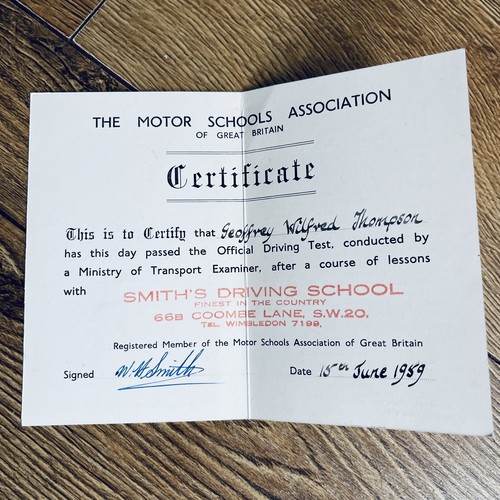 THE MOTOR SCHOOLS ASSOCIATION
OF GREAT BRITAIN
Certificate
This is to Certify that Geoffrey Wilfred Thompson
has this day passed the Official Driving Test, conducted by
a Ministry of Transport Examiner, after a course of lessons
with SMITH'S DRIVING SCHOOL
FINEST IN THE COUNTRY
66B COOMBE LANE, S.W.20.
TEL. WIMBLEDON 7199,
Registered Member of the Motor Schools Association of Great Britain
Signed W. H. Smith Date 15th June 1959